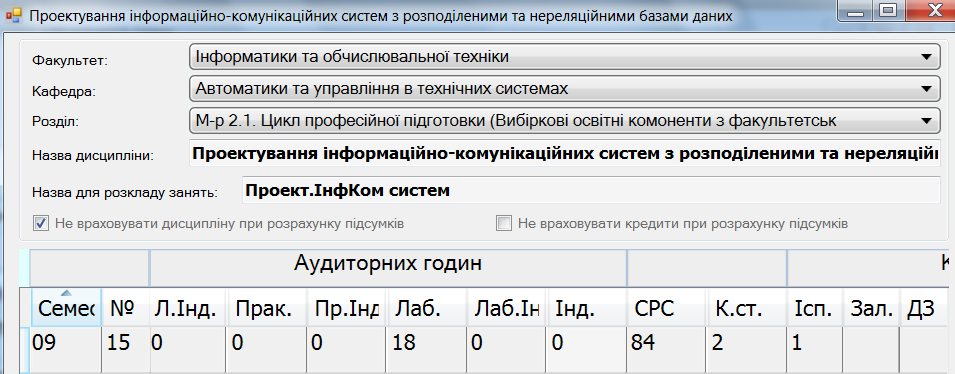 Проектування інформаційно-комунікаційних систем з розподіленими та нереляційними базами даних
Факультет: Інформатики та обчислювальної техніки
Кафедра: Автоматики та управління в технічних системах
Розділ: М-р 2.1. Цикл професійної підготовки (Вибіркові освітні комоненти з факультетськ
Назва дисципліни: Проектування інформаційно-комунікаційних систем з розподіленими та нереляційн
Назва для розкладу занять: Проект.ІнфКом систем
Не враховувати дисципліну при розрахунку підсумків Не враховувати кредити при розрахунку підсумків
Аудиторних годин К
Семес № Л.Інд. Прак. Пр.Інд Лаб. Лаб.Ін Інд. СРС К.ст. Ісп. Зал. ДЗ
09 15 0 0 0 18 0 0 84 2 1